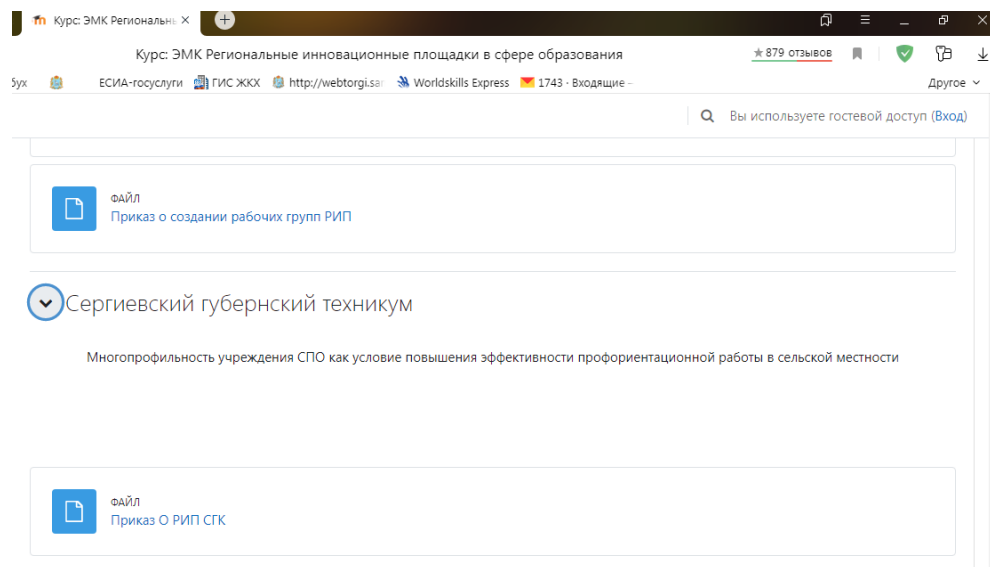 Курс: ЭМК Региональнь
Курс: ЭМК Региональные инновационные площадки в сфере образования
★ 879 отзывов
бух
ЕСИА-госуслуги
ГИС ЖКХ
http://webtorgi.sa
Worldskills Express
1743 · Входящие –
Другое
Вы используете гостевой доступ (Вход)
ФАЙЛ
Приказ о создании рабочих групп РИП
Сергиевский губернский техникум
Многопрофильность учреждения СПО как условие повышения эффективности профориентационной работы в сельской местности
ФАЙЛ
Приказ О РИП СГК